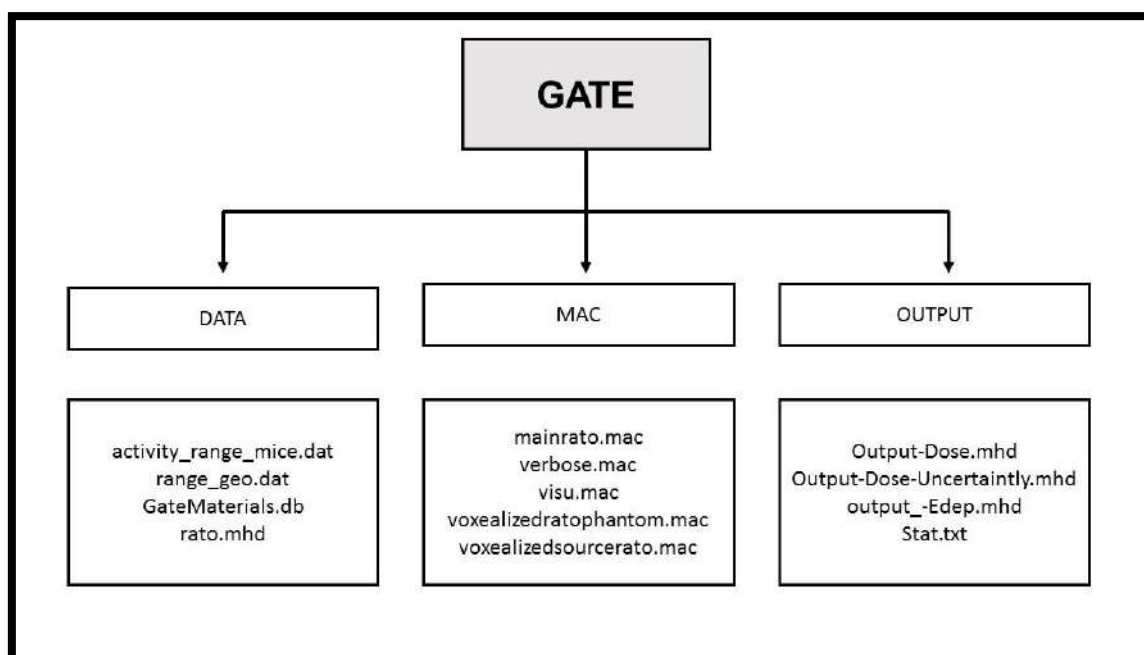 GATE
DATA
MAC
OUTPUT
activity_range_mice.dat
range_geo.dat
GateMaterials.db
rato.mhd
mainrato.mac
verbose.mac
visu.mac
voxealizedratophantom.mac
voxealizedsourcerato.mac
Output-Dose.mhd
Output-Dose-Uncertaintly.mhd
output_-Edep.mhd
Stat.txt